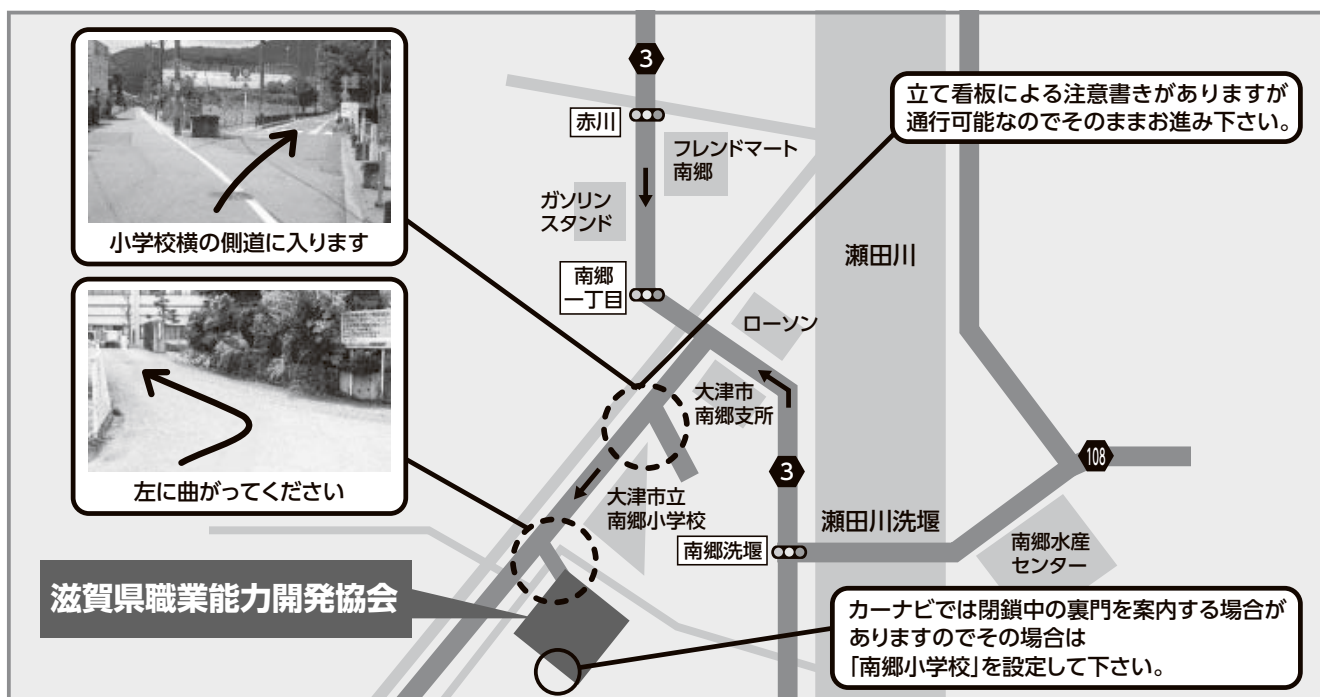 3
赤川
フレンドマート
南郷
ガソリン
スタンド
南郷
一丁目
小学校横の側道に入ります
左に曲がってください
立て看板による注意書きがありますが
通行可能なのでそのままお進み下さい。
瀬田川
ローソン
大津市
南郷支所
3
108
大津市立
南郷小学校
瀬田川洗堰
南郷洗堰
南郷水産
センター
滋賀県職業能力開発協会
カーナビでは閉鎖中の裏門を案内する場合が
ありますのでその場合は
「南郷小学校」を設定して下さい。